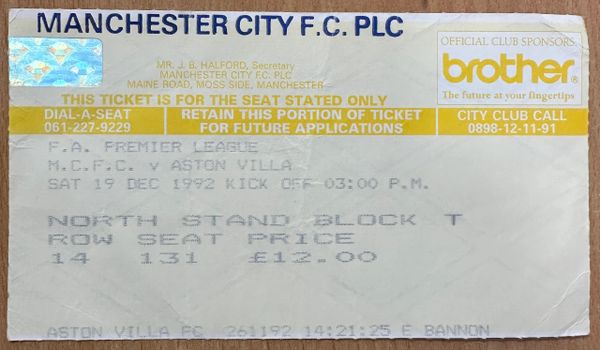 MANCHESTER CITY F.C. PLC
OFFICIAL CLUB SPONSORS
brother®
The future at your fingertips
MR. J. B. HALFORD, Secretary
MANCHESTER CITY F.C. PLC
MAINE ROAD, MOSS SIDE, MANCHESTER
THIS TICKET IS FOR THE SEAT STATED ONLY
DIAL-A-SEAT
061-227-9229
RETAIN THIS PORTION OF TICKET
FOR FUTURE APPLICATIONS
CITY CLUB CALL
0898-12-11-91
F.A. PREMIER LEAGUE
M.C.F.C. v ASTON VILLA
SAT 19 DEC 1992 KICK OFF 03:00 P.M.
NORTH STAND BLOCK T
ROW SEAT PRICE
14 131 £12.00
ASTON VILLA FC 261192 14:21:25 E BANNON